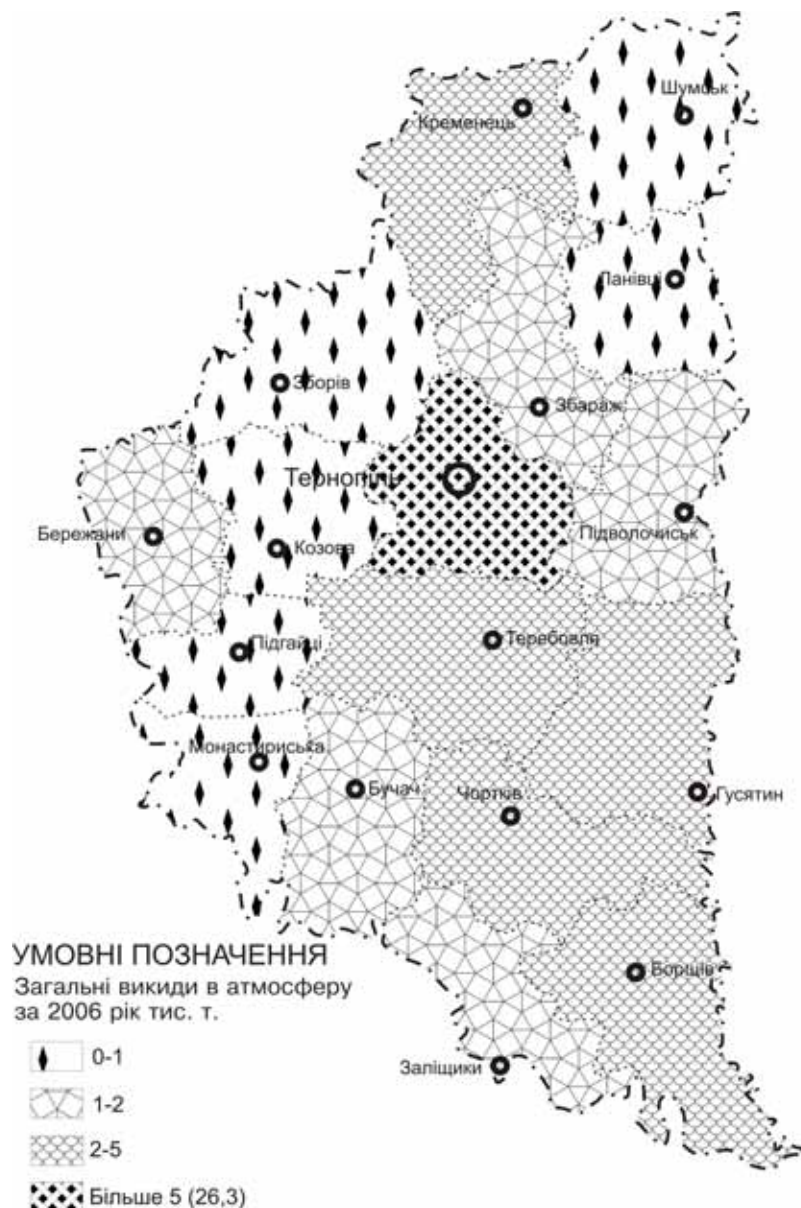 Шумськ
Кременець
Ланівці
Зборів
Збараж
Тернопіль
Бережани
Козова
Підволочиськ
Підгайці
Теребовля
Монастириська
Бучач
Чортків
Гусятин
УМОВНІ ПОЗНАЧЕННЯ
Загальні викиди в атмосферу
за 2006 рік тис. т.
Борщів
Заліщики
0-1
1-2
2-5
Більше 5 (26,3)